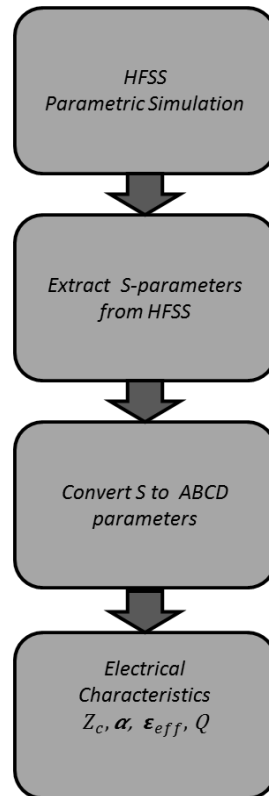 HFSS
Parametric Simulation
Extract S-parameters
from HFSS
Convert S to ABCD
parameters
Electrical
Characteristics
Z_c, α, ε_eff, Q